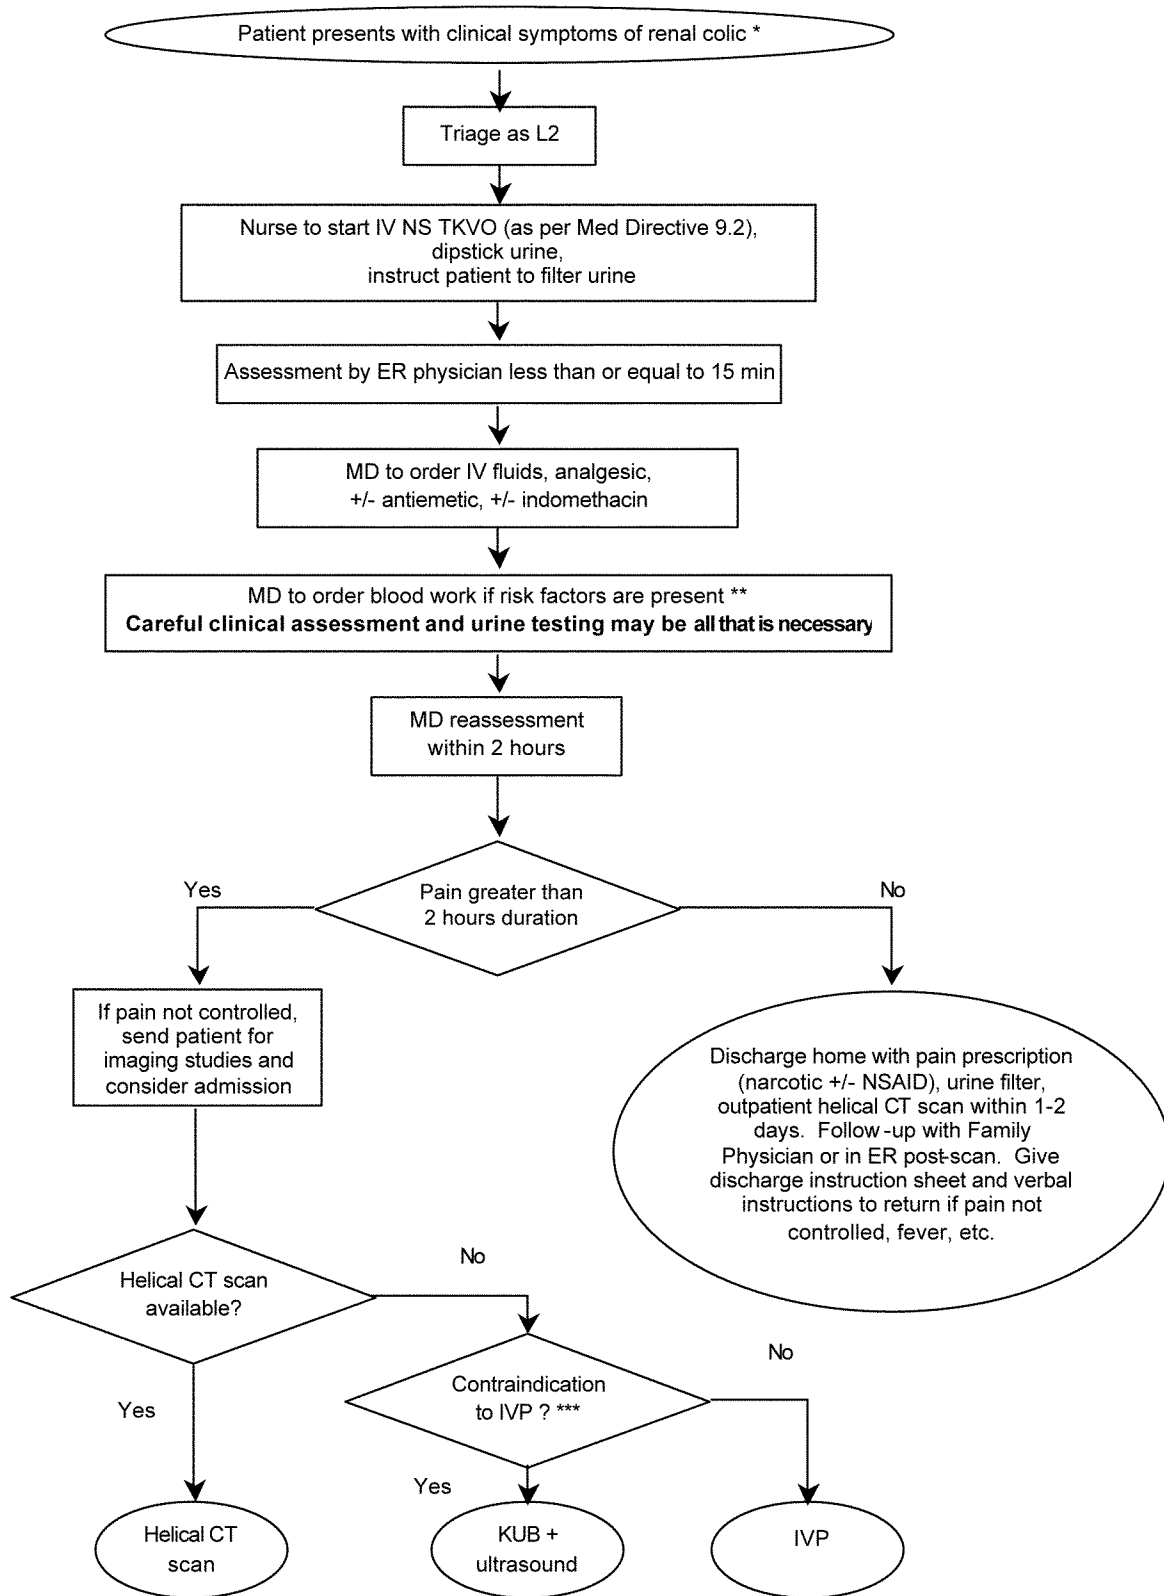 Patient presents with clinical symptoms of renal colic *
Triage as L2
Nurse to start IV NS TKVO (as per Med Directive 9.2),
dipstick urine,
instruct patient to filter urine
Assessment by ER physician less than or equal to 15 min
MD to order IV fluids, analgesic,
+/- antiemetic, +/- indomethacin
MD to order blood work if risk factors are present **
Careful clinical assessment and urine testing may be all that is necessary
MD reassessment
within 2 hours
Pain greater than
2 hours duration
Yes
No
If pain not controlled,
send patient for
imaging studies and
consider admission
Discharge home with pain prescription
(narcotic +/- NSAID), urine filter,
outpatient helical CT scan within 1-2
days. Follow-up with Family
Physician or in ER post-scan. Give
discharge instruction sheet and verbal
instructions to return if pain not
controlled, fever, etc.
Helical CT scan
available?
No
Yes
Contraindication
to IVP ? ***
No
Yes
Helical CT
scan
KUB +
ultrasound
IVP